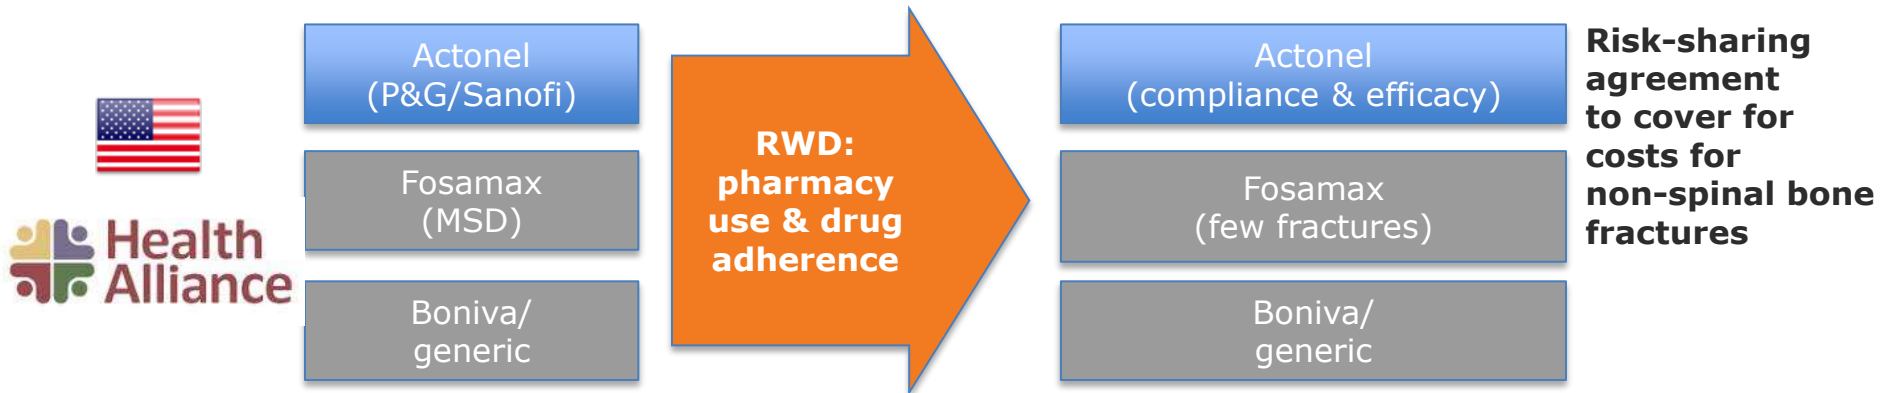 Health
Alliance
Actonel
(P&G/Sanofi)
Fosamax
(MSD)
Boniva/
generic
RWD:
pharmacy
use & drug
adherence
Actonel
(compliance & efficacy)
Fosamax
(few fractures)
Boniva/
generic
Risk-sharing
agreement
to cover for
costs for
non-spinal bone
fractures